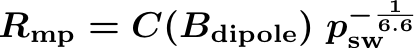 R_mp = C(B_dipole) p_sw^{-1/6.6}